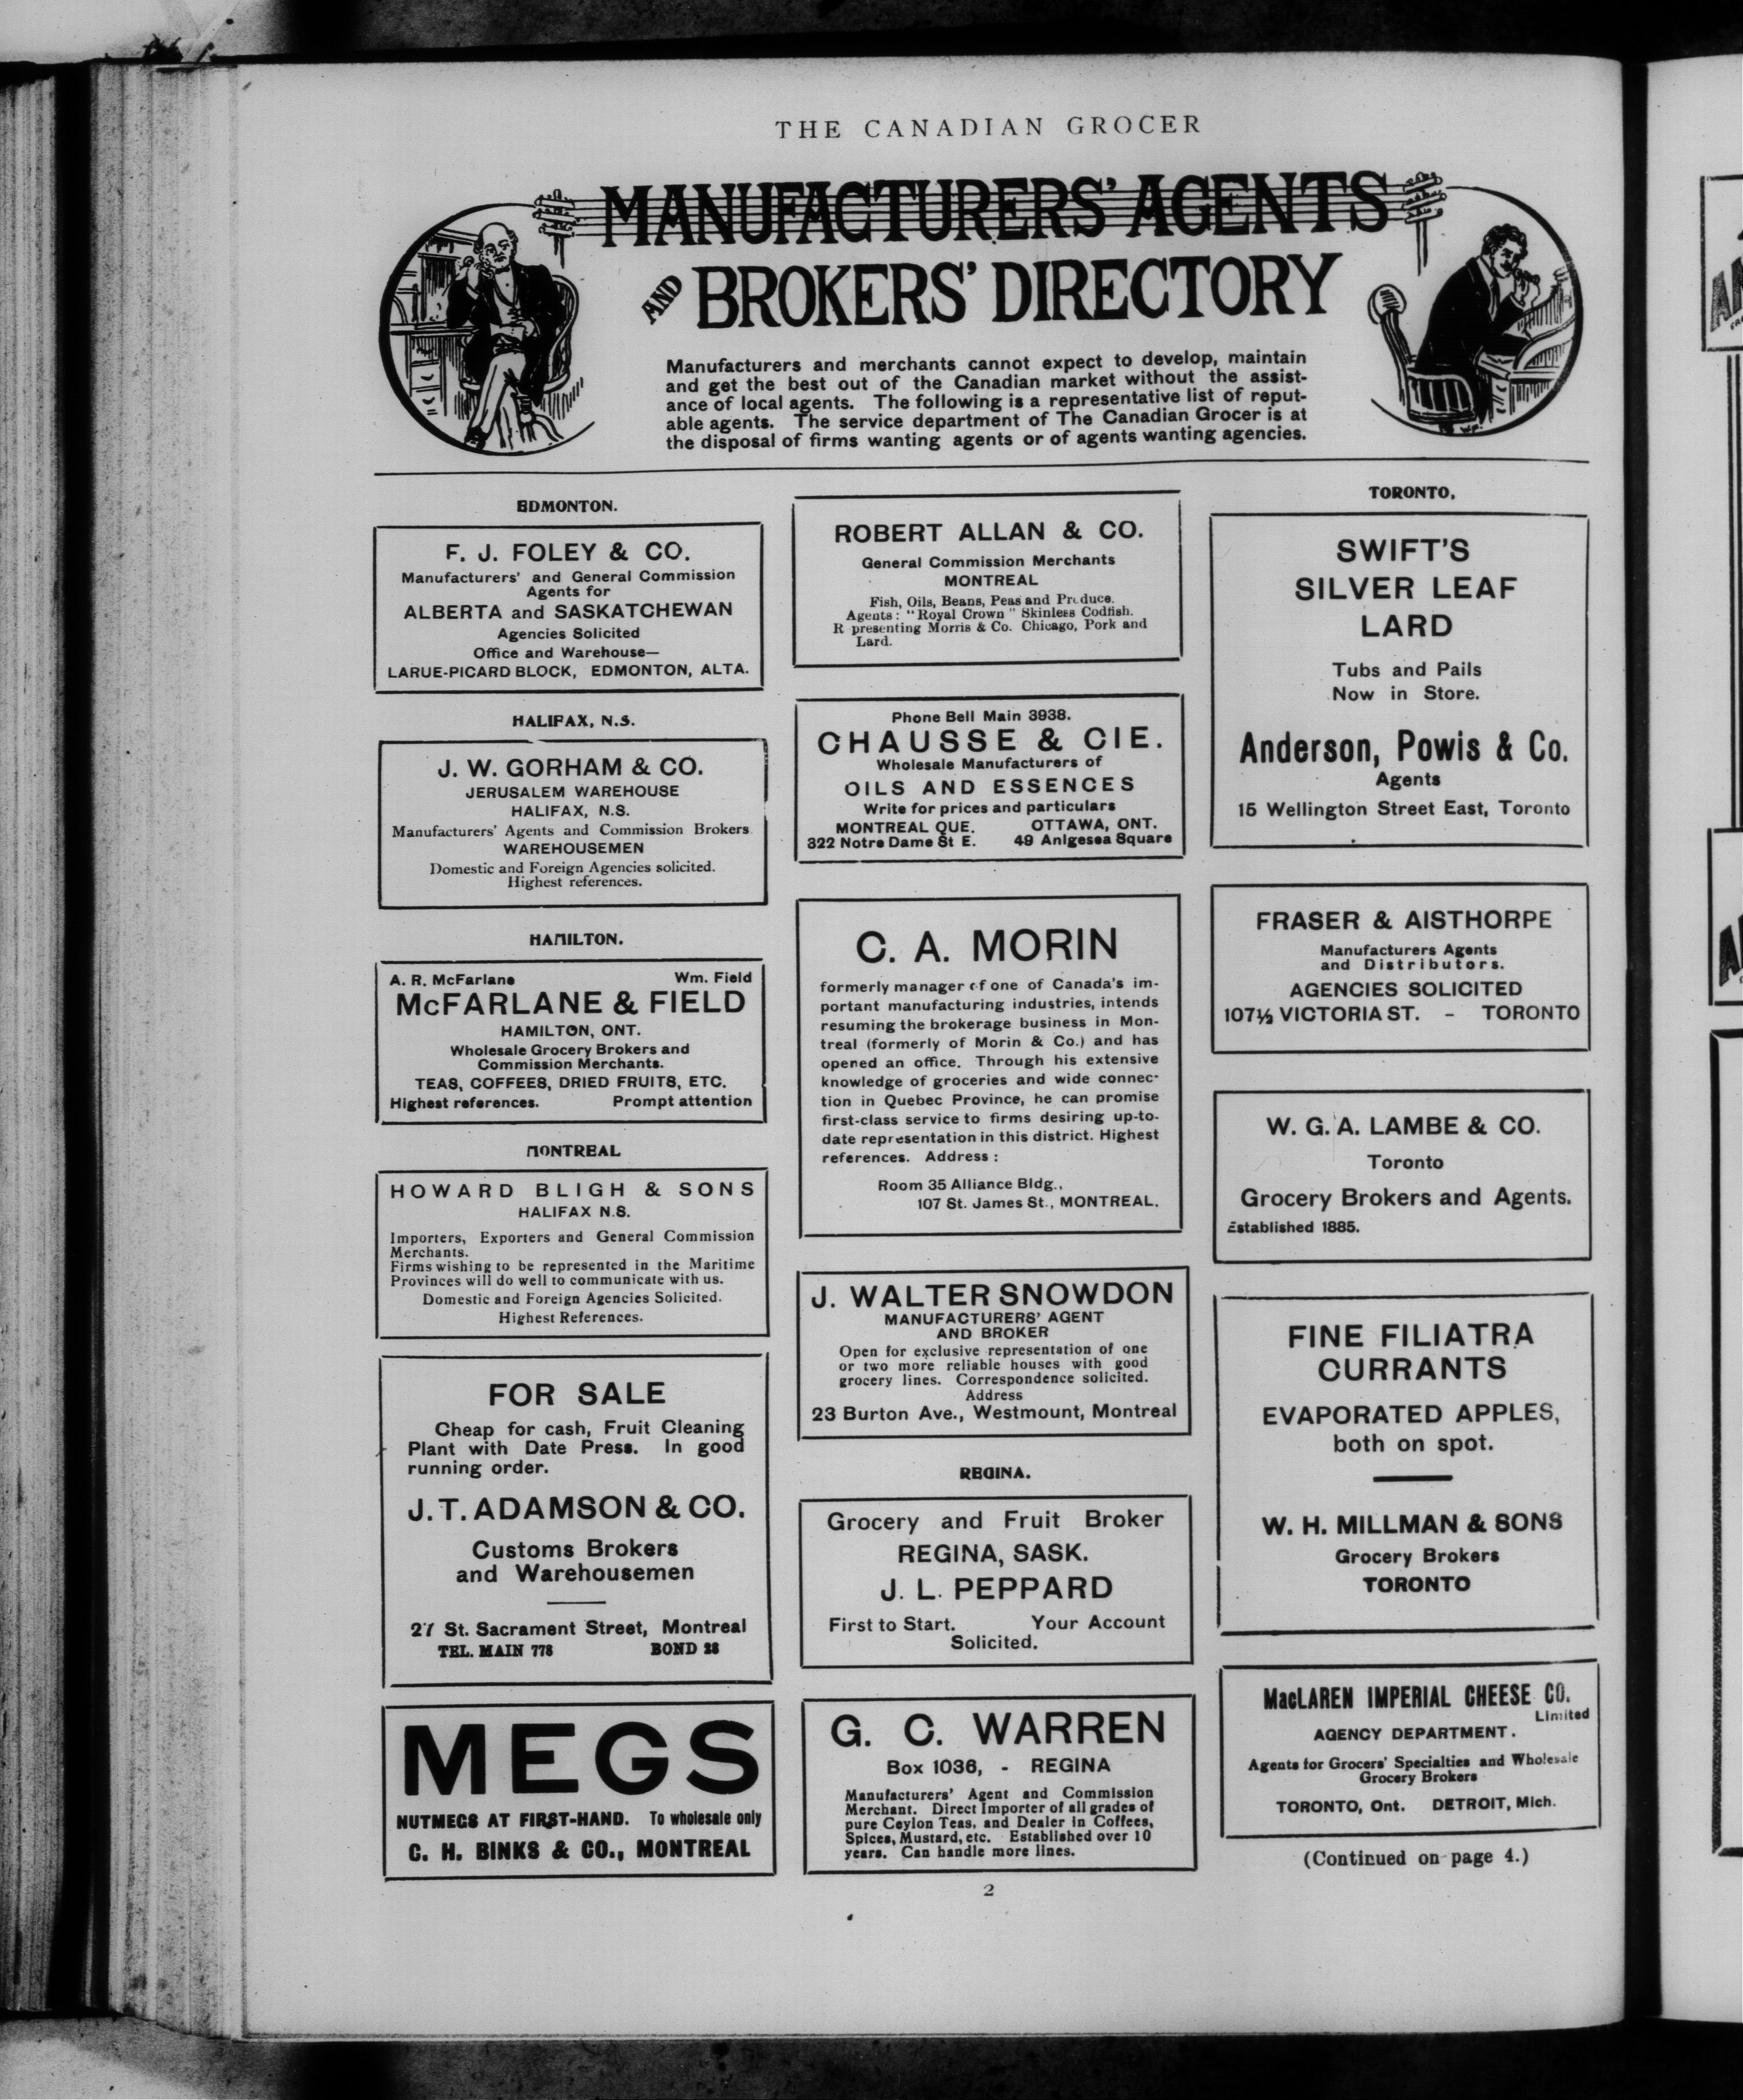 THE CANADIAN GROCER
MANUFACTURERS' AGENTS
AND BROKERS' DIRECTORY
Manufacturers and merchants cannot expect to develop, maintain
and get the best out of the Canadian market without the assist-
ance of local agents. The following is a representative list of reput-
able agents. The service department of The Canadian Grocer is at
the disposal of firms wanting agents or of agents wanting agencies.
EDMONTON.
F. J. FOLEY & CO.
Manufacturers' and General Commission
Agents for
ALBERTA and SASKATCHEWAN
Agencies Solicited
Office and Warehouse—
LARUE-PICARD BLOCK, EDMONTON, ALTA.
HALIFAX, N.S.
J. W. GORHAM & CO.
JERUSALEM WAREHOUSE
HALIFAX, N.S.
Manufacturers' Agents and Commission Brokers
WAREHOUSEMEN
Domestic and Foreign Agencies solicited.
Highest references.
HAMILTON.
A. R. McFarlane Wm. Field
McFARLANE & FIELD
HAMILTON, ONT.
Wholesale Grocery Brokers and
Commission Merchants.
TEAS, COFFEES, DRIED FRUITS, ETC.
Highest references. Prompt attention
MONTREAL
HOWARD BLIGH & SONS
HALIFAX N.S.
Importers, Exporters and General Commission
Merchants.
Firms wishing to be represented in the Maritime
Provinces will do well to communicate with us.
Domestic and Foreign Agencies Solicited.
Highest References.
FOR SALE
Cheap for cash, Fruit Cleaning
Plant with Date Press. In good
running order.
J. T. ADAMSON & CO.
Customs Brokers
and Warehousemen
27 St. Sacrament Street, Montreal
TEL. MAIN 778 BOND 28
MEGS
NUTMEGS AT FIRST-HAND. To wholesale only
C. H. BINKS & CO., MONTREAL
ROBERT ALLAN & CO.
General Commission Merchants
MONTREAL
Fish, Oils, Beans, Peas and Produce.
Agents: "Royal Crown" Skinless Codfish.
R presenting Morris & Co. Chicago, Pork and
Lard.
Phone Bell Main 3938.
CHAUSSE & CIE.
Wholesale Manufacturers of
OILS AND ESSENCES
Write for prices and particulars
MONTREAL QUE. OTTAWA, ONT.
322 Notre Dame St E. 49 Anlgesea Square
C. A. MORIN
formerly manager of one of Canada's im-
portant manufacturing industries, intends
resuming the brokerage business in Mon-
treal (formerly of Morin & Co.) and has
opened an office. Through his extensive
knowledge of groceries and wide connec-
tion in Quebec Province, he can promise
first-class service to firms desiring up-to-
date representation in this district. Highest
references. Address:
Room 35 Alliance Bldg.,
107 St. James St., MONTREAL.
J. WALTER SNOWDON
MANUFACTURERS' AGENT
AND BROKER
Open for exclusive representation of one
or two more reliable houses with good
grocery lines. Correspondence solicited.
Address
23 Burton Ave., Westmount, Montreal
REGINA.
Grocery and Fruit Broker
REGINA, SASK.
J. L. PEPPARD
First to Start. Your Account
Solicited.
G. C. WARREN
Box 1036, - REGINA
Manufacturers' Agent and Commission
Merchant. Direct Importer of all grades of
pure Ceylon Teas, and Dealer in Coffees,
Spices, Mustard, etc. Established over 10
years. Can handle more lines.
TORONTO,
SWIFT'S
SILVER LEAF
LARD
Tubs and Pails
Now in Store.
Anderson, Powis & Co.
Agents
15 Wellington Street East, Toronto
FRASER & AISTHORPE
Manufacturers Agents
and Distributors.
AGENCIES SOLICITED
107½ VICTORIA ST. - TORONTO
W. G. A. LAMBE & CO.
Toronto
Grocery Brokers and Agents.
Established 1885.
FINE FILIATRA
CURRANTS
EVAPORATED APPLES,
both on spot.
W. H. MILLMAN & SONS
Grocery Brokers
TORONTO
MacLAREN IMPERIAL CHEESE CO.
Limited
AGENCY DEPARTMENT.
Agents for Grocers' Specialties and Wholesale
Grocery Brokers
TORONTO, Ont. DETROIT, Mich.
(Continued on page 4.)
2